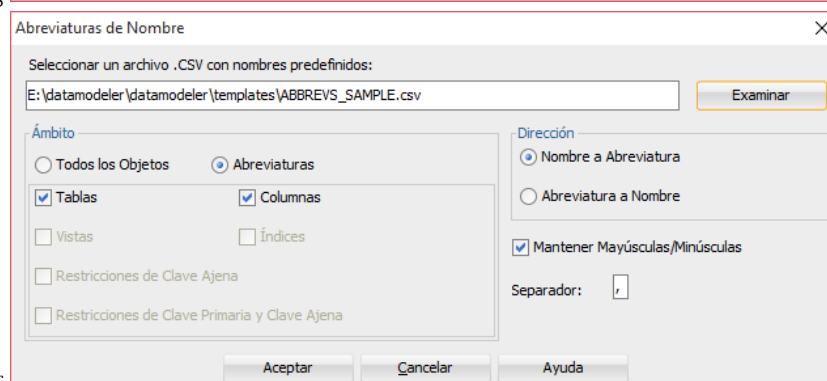 Abreviaturas de Nombre
Seleccionar un archivo .CSV con nombres predefinidos:
E:\datamodeler\datamodeler\templates\ABBREVS_SAMPLE.csv
Examinar
Ámbito
Todos los Objetos
Abreviaturas
Tablas
Columnas
Vistas
Índices
Restricciones de Clave Ajena
Restricciones de Clave Primaria y Clave Ajena
Dirección
Nombre a Abreviatura
Abreviatura a Nombre
Mantener Mayúsculas/Minúsculas
Separador: ,
Aceptar
Cancelar
Ayuda